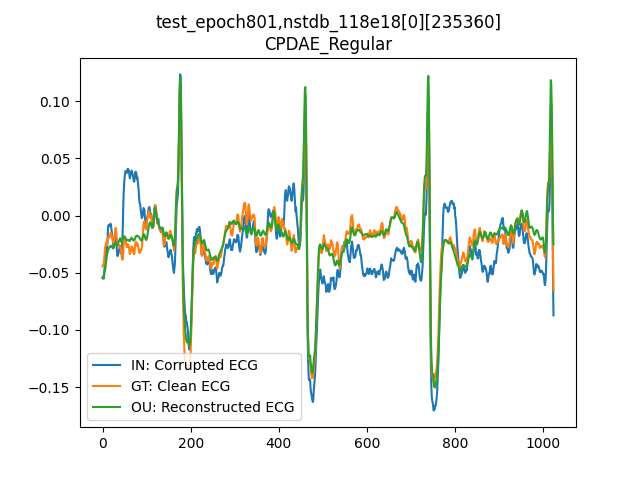 test_epoch801,nstdb_118e18[0][235360]
CPDAE_Regular
0.10
0.05
0.00
−0.05
−0.10
−0.15
IN: Corrupted ECG
GT: Clean ECG
OU: Reconstructed ECG
0 200 400 600 800 1000